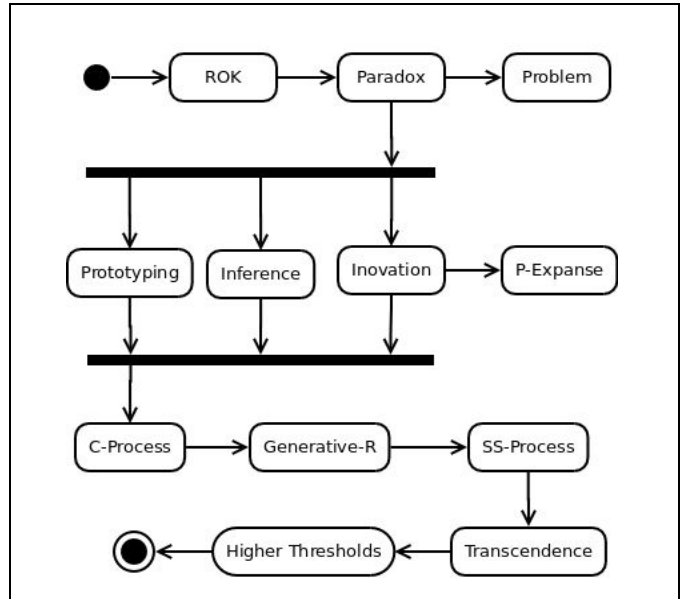 ROK
Paradox
Problem
Prototyping
Inference
Inovation
P-Expanse
C-Process
Generative-R
SS-Process
Higher Thresholds
Transcendence